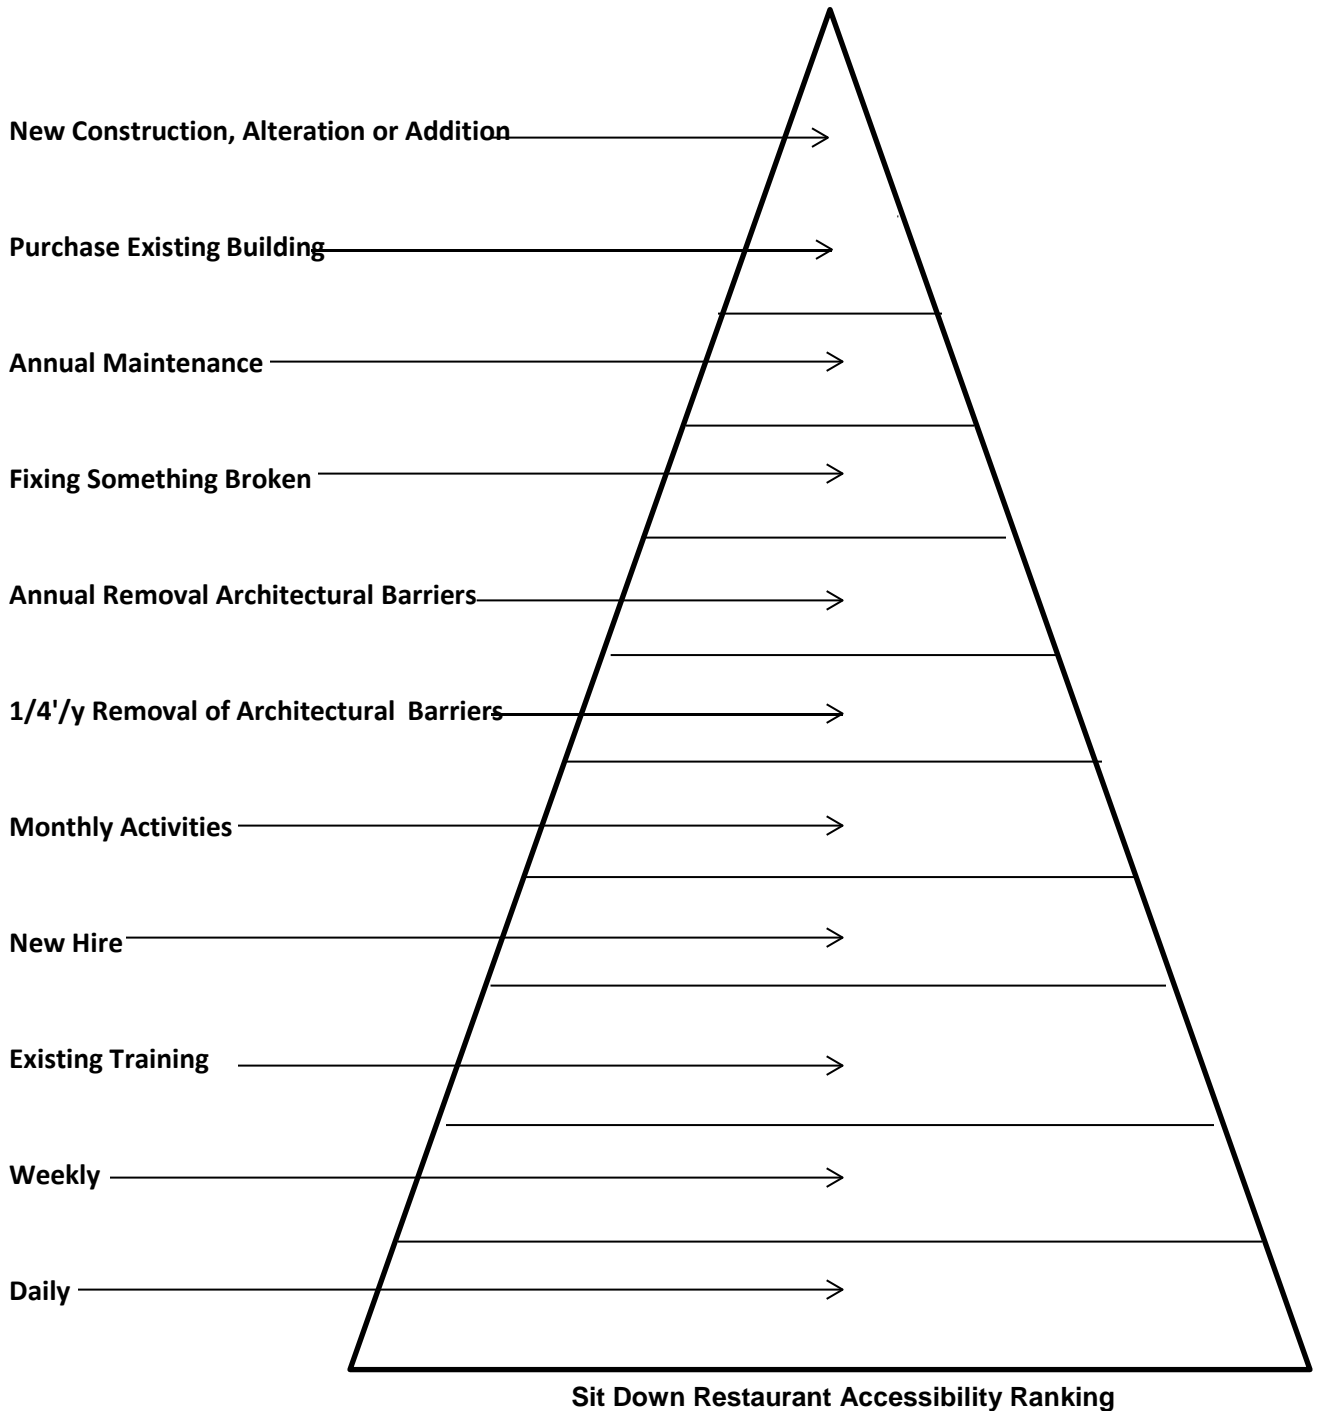 New Construction, Alteration or Addition
Purchase Existing Building
Annual Maintenance
Fixing Something Broken
Annual Removal Architectural Barriers
1/4'/y Removal of Architectural  Barriers
Monthly Activities
New Hire
Existing Training
Weekly
Daily
Sit Down Restaurant Accessibility Ranking